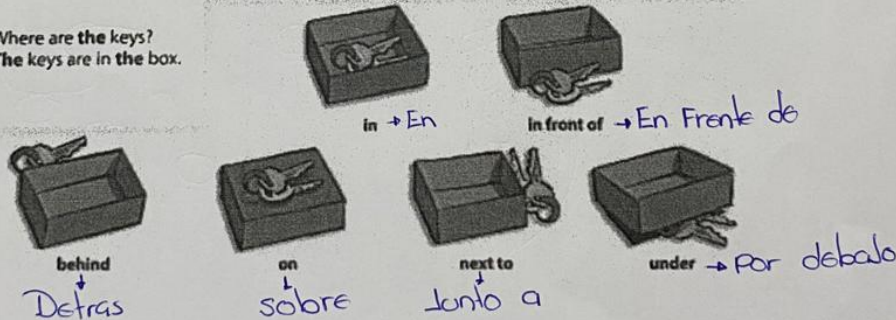 Where are the keys?
The keys are in the box.
in → En
in front of → En Frente de
behind
on
next to
under → por debalo
Detras
sobre
Junto a